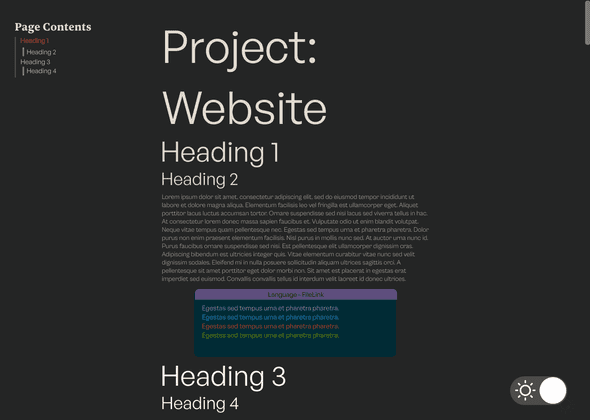 Page Contents
Heading 1
Heading 2
Heading 3
Heading 4
Project:
Website
Heading 1
Heading 2
Lorem ipsum dolor sit amet, consectetur adipiscing elit, sed do eiusmod tempor incididunt ut
labore et dolore magna aliqua. Elementum facilisis leo vel fringilla est ullamcorper eget. Aliquet
porttitor lacus luctus accumsan tortor. Ornare suspendisse sed nisi lacus sed viverra tellus in hac.
At consectetur lorem donec massa sapien faucibus et. Vulputate odio ut enim blandit volutpat.
Neque vitae tempus quam pellentesque nec. Egestas sed tempus urna et pharetra pharetra massa
purus non enim praesent elementum facilisis. Nisl purus in mollis nunc sed. At auctor urna nunc id.
Purus faucibus ornare suspendisse sed nisi. Est pellentesque elit ullamcorper dignissim cras.
Adipiscing bibendum est ultricies integer quis. Vitae elementum curabitur vitae nunc sed velit
dignissim sodales. Eleifend mi in nulla posuere sollicitudin aliquam ultrices sagittis orci. A
pellentesque sit amet porttitor eget dolor morbi non. Sit amet est placerat in egestas erat
imperdiet sed. Convallis convallis tellus id interdum velit laoreet id donec ultrices.
Language - FileLink
Egestas sed tempus urna et pharetra pharetra.
Egestas sed tempus urna et pharetra pharetra.
Egestas sed tempus urna et pharetra pharetra.
Egestas sed tempus urna et pharetra pharetra.
Heading 3
Heading 4